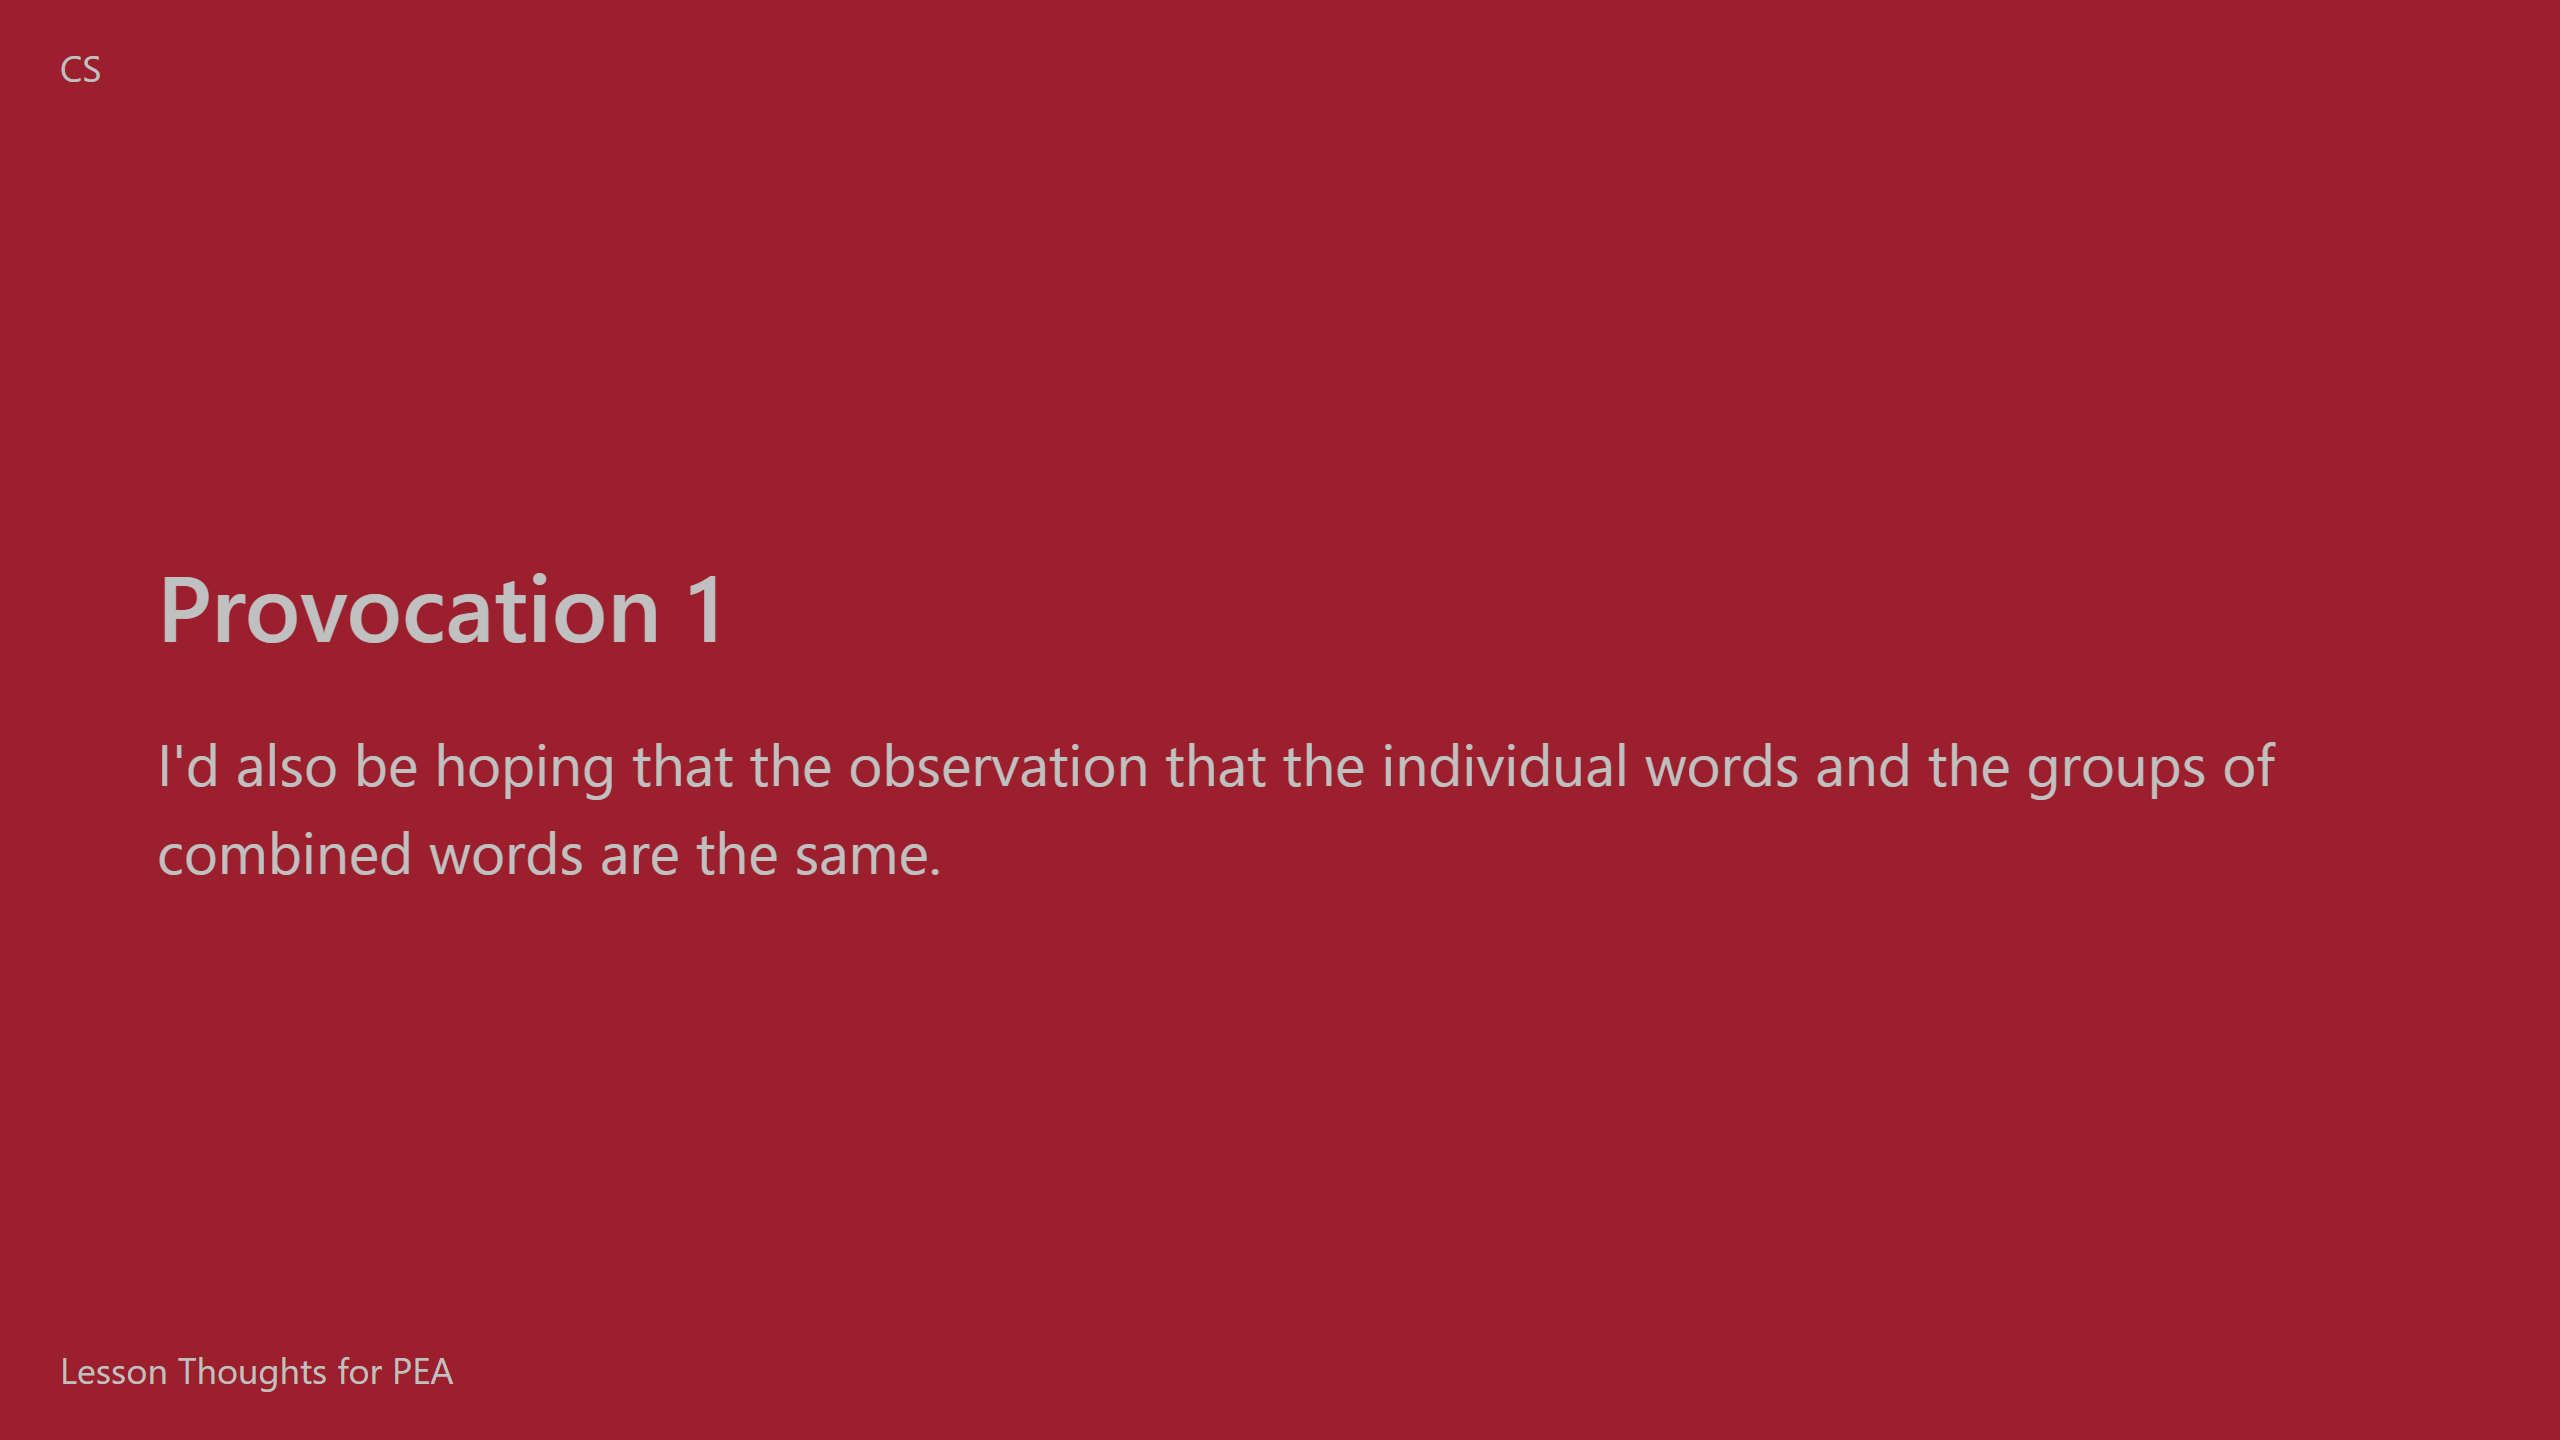 CS
Provocation 1
I'd also be hoping that the observation that the individual words and the groups of
combined words are the same.
Lesson Thoughts for PEA